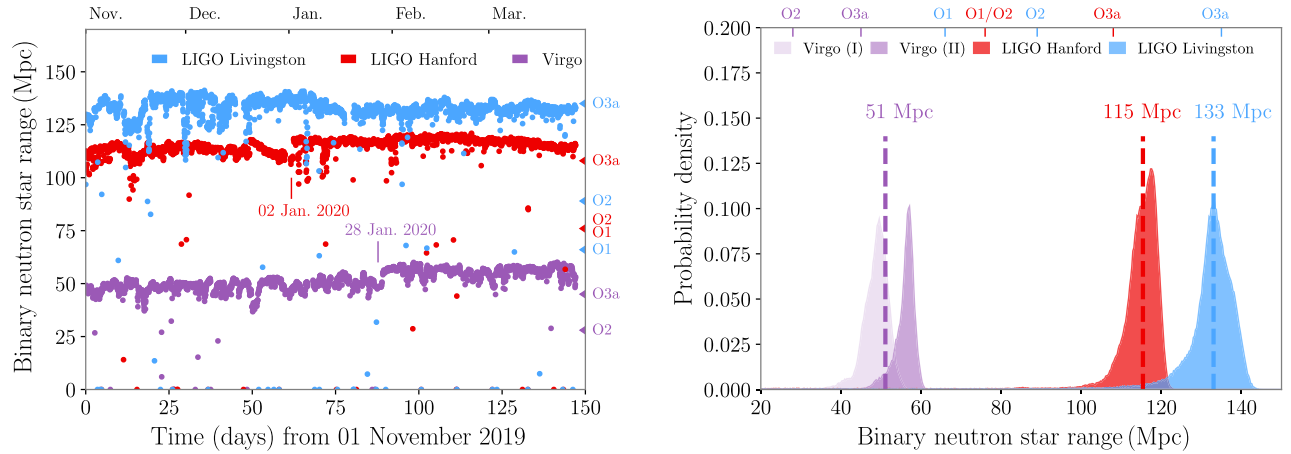 Nov. Dec. Jan. Feb. Mar.
LIGO Livingston LIGO Hanford Virgo
Binary neutron star range (Mpc)
150
125
100
75
50
25
0
O3a
O3a
O2
O2
O1
O1
O3a
O2
02 Jan. 2020
28 Jan. 2020
0 25 50 75 100 125 150
Time (days) from 01 November 2019
O2 O3a O1 O1/O2 O2 O3a O3a
Virgo (I) Virgo (II) LIGO Hanford LIGO Livingston
51 Mpc 115 Mpc 133 Mpc
Probability density
0.200
0.175
0.150
0.125
0.100
0.075
0.050
0.025
0.000
20 40 60 80 100 120 140
Binary neutron star range (Mpc)